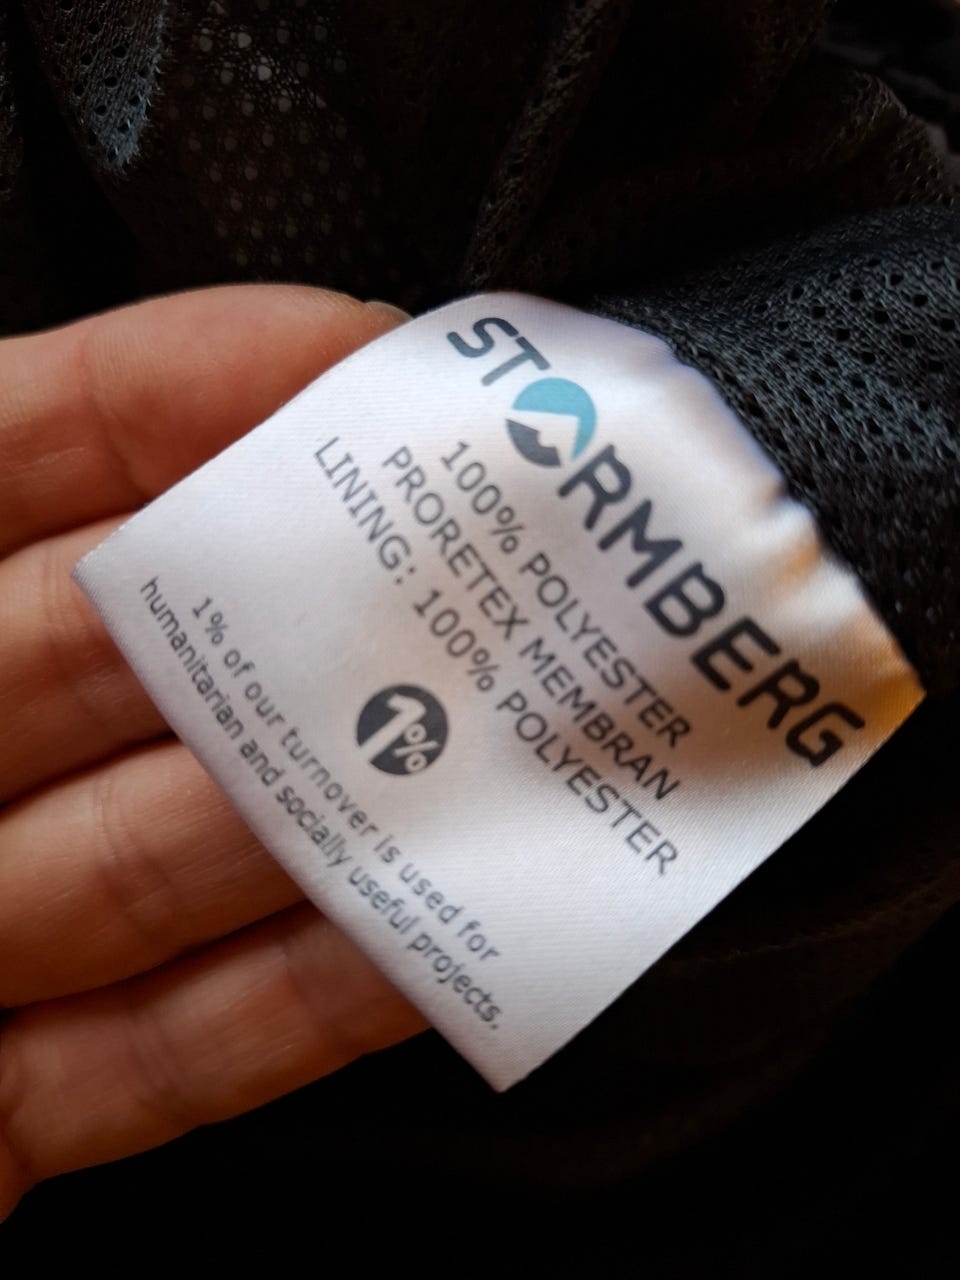 STORMBERG
100% POLYESTER
PRORETEX MEMBRAN
LINING: 100% POLYESTER
1%
1% of our turnover is used for
humanitarian and socially useful projects.